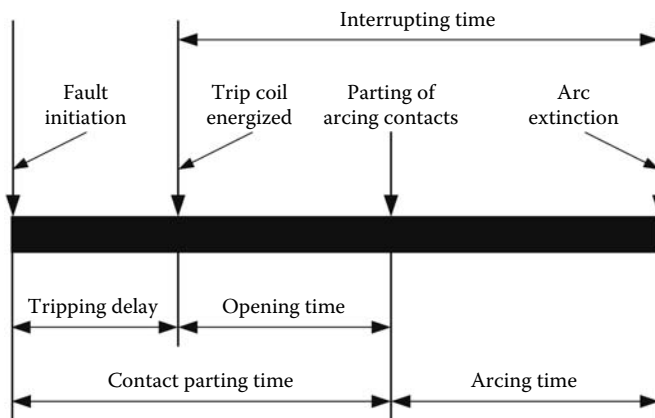 Interrupting time
Fault
initiation
Trip coil
energized
Parting of
arcing contacts
Arc
extinction
Tripping delay
Opening time
Contact parting time
Arcing time